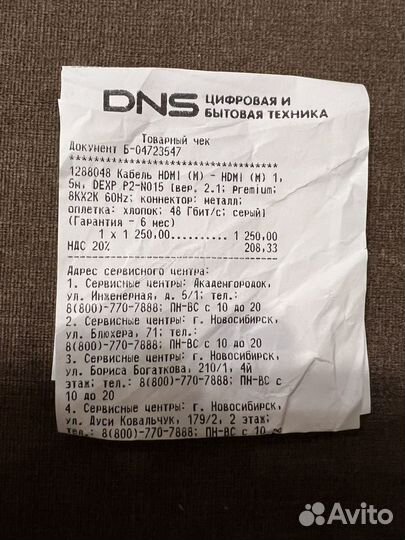 DNS ЦИФРОВАЯ И
БЫТОВАЯ ТЕХНИКА
Товарный чек
Документ Б-04723547
********************************
1288048 Кабель HDMI (M) - HDMI (M) 1,
5м, DEXP P2-N015 [вер. 2.1; Premium;
8KX2K 60Hz; коннектор: металл;
оплетка: хлопок; 48 Гбит/с; серый]
(Гарантия - 6 мес)
1 x 1 250.00.......... 1 250.00
НДС 20% 208,33
********************************
Адрес сервисного центра:
1. Сервисные центры: Академгородок,
ул. Инженерная, д. 5/1; тел.:
8(800)-770-7888; ПН-ВС с 10 до 20
2. Сервисные центры: г. Новосибирск,
ул. Блюхера, 71; тел.:
8(800)-770-7888; ПН-ВС с 10 до 20
3. Сервисные центры: г. Новосибирск,
ул. Бориса Богаткова, 210/1, 4й
этаж; тел.: 8(800)-770-7888; ПН-ВС с
10 до 20
4. Сервисные центры: г. Новосибирск,
ул. Дуси Ковальчук, 179/2, 2 этаж;
тел.: 8(800)-770-7888; ПН-ВС с 10
Avito